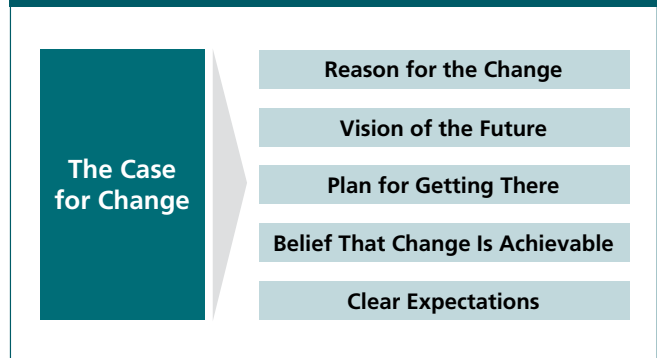 The Case
for Change
Reason for the Change
Vision of the Future
Plan for Getting There
Belief That Change Is Achievable
Clear Expectations